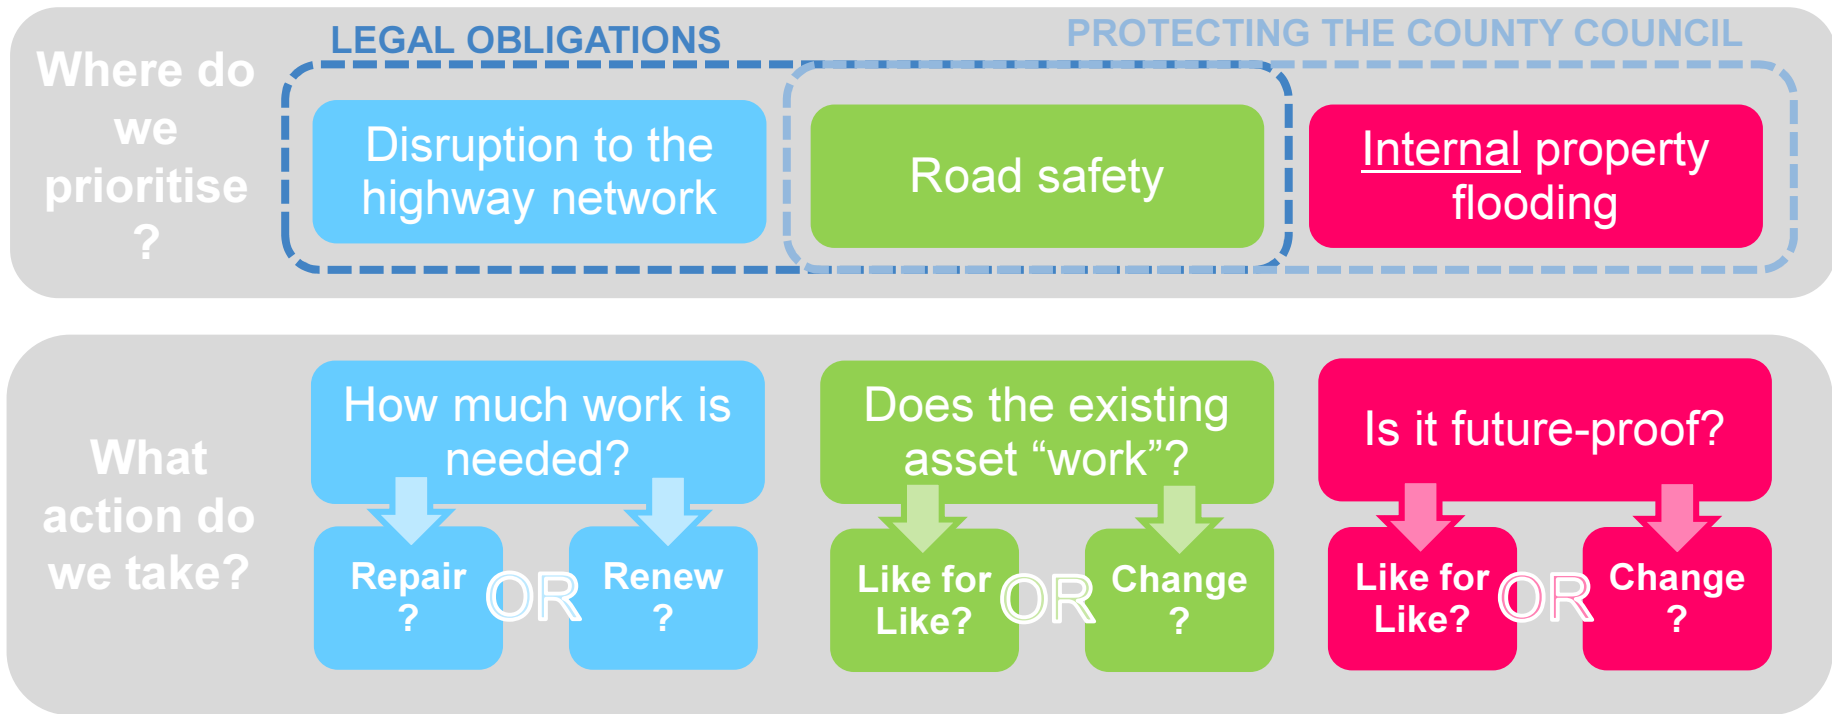 LEGAL OBLIGATIONS
PROTECTING THE COUNTY COUNCIL
Where do
we
prioritise
?
Disruption to the
highway network
Road safety
Internal property
flooding
What
action do
we take?
How much work is
needed?
Repair
?
OR
Renew
?
Does the existing
asset “work”?
Like for
Like?
OR
Change
?
Is it future-proof?
Like for
Like?
OR
Change
?